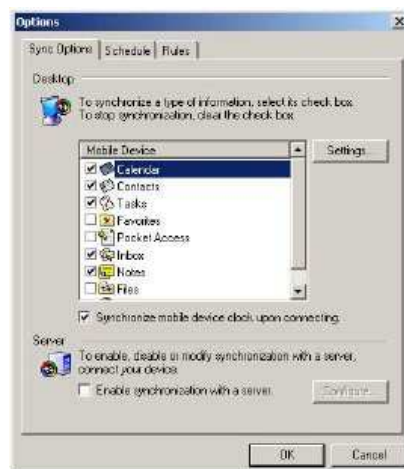 Options
Sync Options Schedule Rules
Desktop
To synchronize a type of information, select its check box.
To stop synchronization, clear the check box.
Mobile Device
Settings...
Calendar
Contacts
Tasks
Favorites
Pocket Access
Inbox
Notes
Files
Synchronize mobile device clock upon connecting.
Server
To enable, disable or modify synchronization with a server,
connect your device.
Enable synchronization with a server.
Configure...
OK Cancel